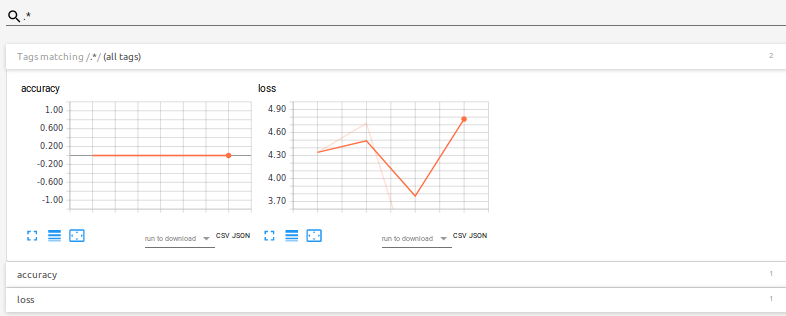 .*
Tags matching /.*/ (all tags) 2
accuracy
1.00
0.600
0.200
-0.200
-0.600
-1.00
run to download CSV JSON
loss
4.90
4.60
4.30
4.00
3.70
run to download CSV JSON
accuracy 1
loss 1